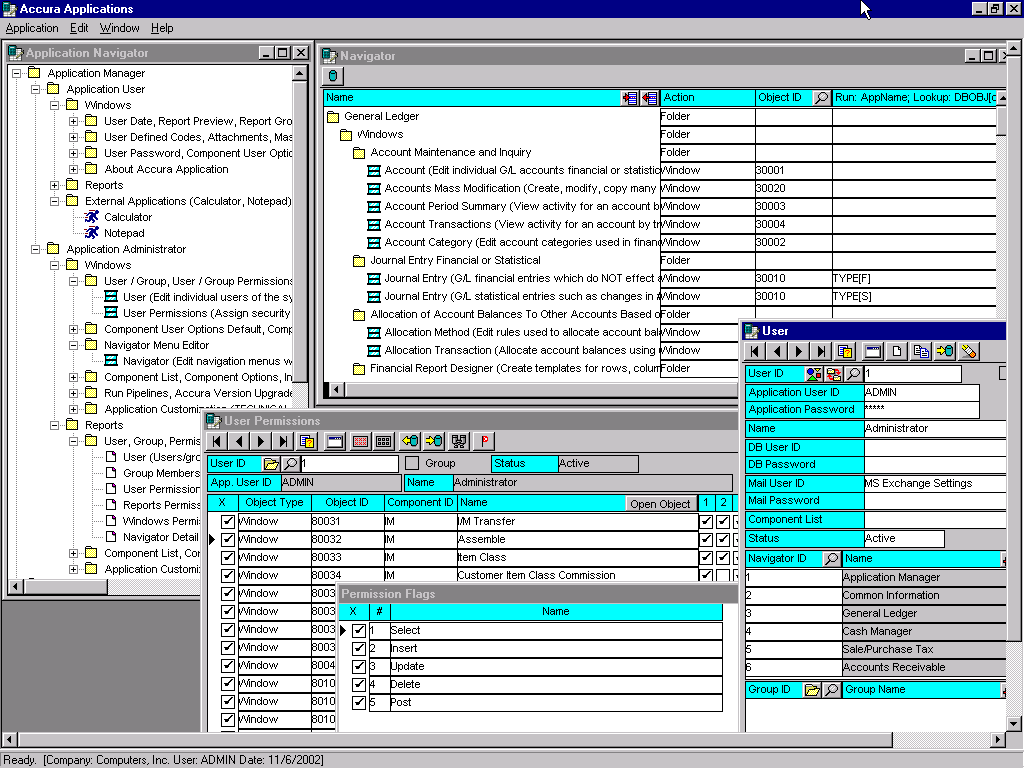 Accura Applications
Application Edit Window Help
Application Navigator
Application Manager
Application User
Windows
User Date, Report Preview, Report Gro
User Defined Codes, Attachments, Mas
User Password, Component User Optic
About Accura Application
Reports
External Applications (Calculator, Notepad)
Calculator
Notepad
Application Administrator
Windows
User / Group, User / Group Permissions
User (Edit individual users of the sy
User Permissions (Assign security
Component User Options Default, Comp
Navigator Menu Editor
Navigator (Edit navigation menus w
Component List, Component Options, In
Run Pipelines, Accura Version Upgrade
Application Customiz
Reports
User, Group, Permis
User (Users/gro
Group Members
User Permission
Reports Permiss
Windows Permi
Navigator Detail
Component List, Cor
Application Customi
Navigator
Name Action Object ID Run: AppName; Lookup: DBOBJ[c
General Ledger Folder
Windows Folder
Account Maintenance and Inquiry Folder
Account (Edit individual G/L accounts financial or statistic Window 30001
Accounts Mass Modification (Create, modify, copy many Window 30020
Account Period Summary (View activity for an account b Window 30003
Account Transactions (View activity for an account by tr Window 30004
Account Category (Edit account categories used in finan Window 30002
Journal Entry Financial or Statistical Folder
Journal Entry (G/L financial entries which do NOT effect Window 30010 TYPE[F]
Journal Entry (G/L statistical entries such as changes in Window 30010 TYPE[S]
Allocation of Account Balances To Other Accounts Based o Folder
Allocation Method (Edit rules used to allocate account bal Window
Allocation Transaction (Allocate account balances using Window
Financial Report Designer (Create templates for rows, colum Folder
User Permissions
User ID 1 Group Status Active
App. User ID ADMIN Name Administrator
X Object Type Object ID Component ID Name Open Object 1 2
Window 80031 IM I/M Transfer
Window 80032 IM Assemble
Window 80033 IM Item Class
Window 80034 IM Customer Item Class Commission
Window 8003
Window 8003
Window 8003
Window 8003
Window 8004
Window 8010
Window 8010
Window 8010
Permission Flags
X # Name
1 Select
2 Insert
3 Update
4 Delete
5 Post
User
User ID 1
Application User ID ADMIN
Application Password *****
Name Administrator
DB User ID
DB Password
Mail User ID MS Exchange Settings
Mail Password
Component List
Status Active
Navigator ID Name
1 Application Manager
2 Common Information
3 General Ledger
4 Cash Manager
5 Sale/Purchase Tax
6 Accounts Receivable
Group ID Group Name
Ready. [Company: Computers, Inc. User: ADMIN Date: 11/6/2002]